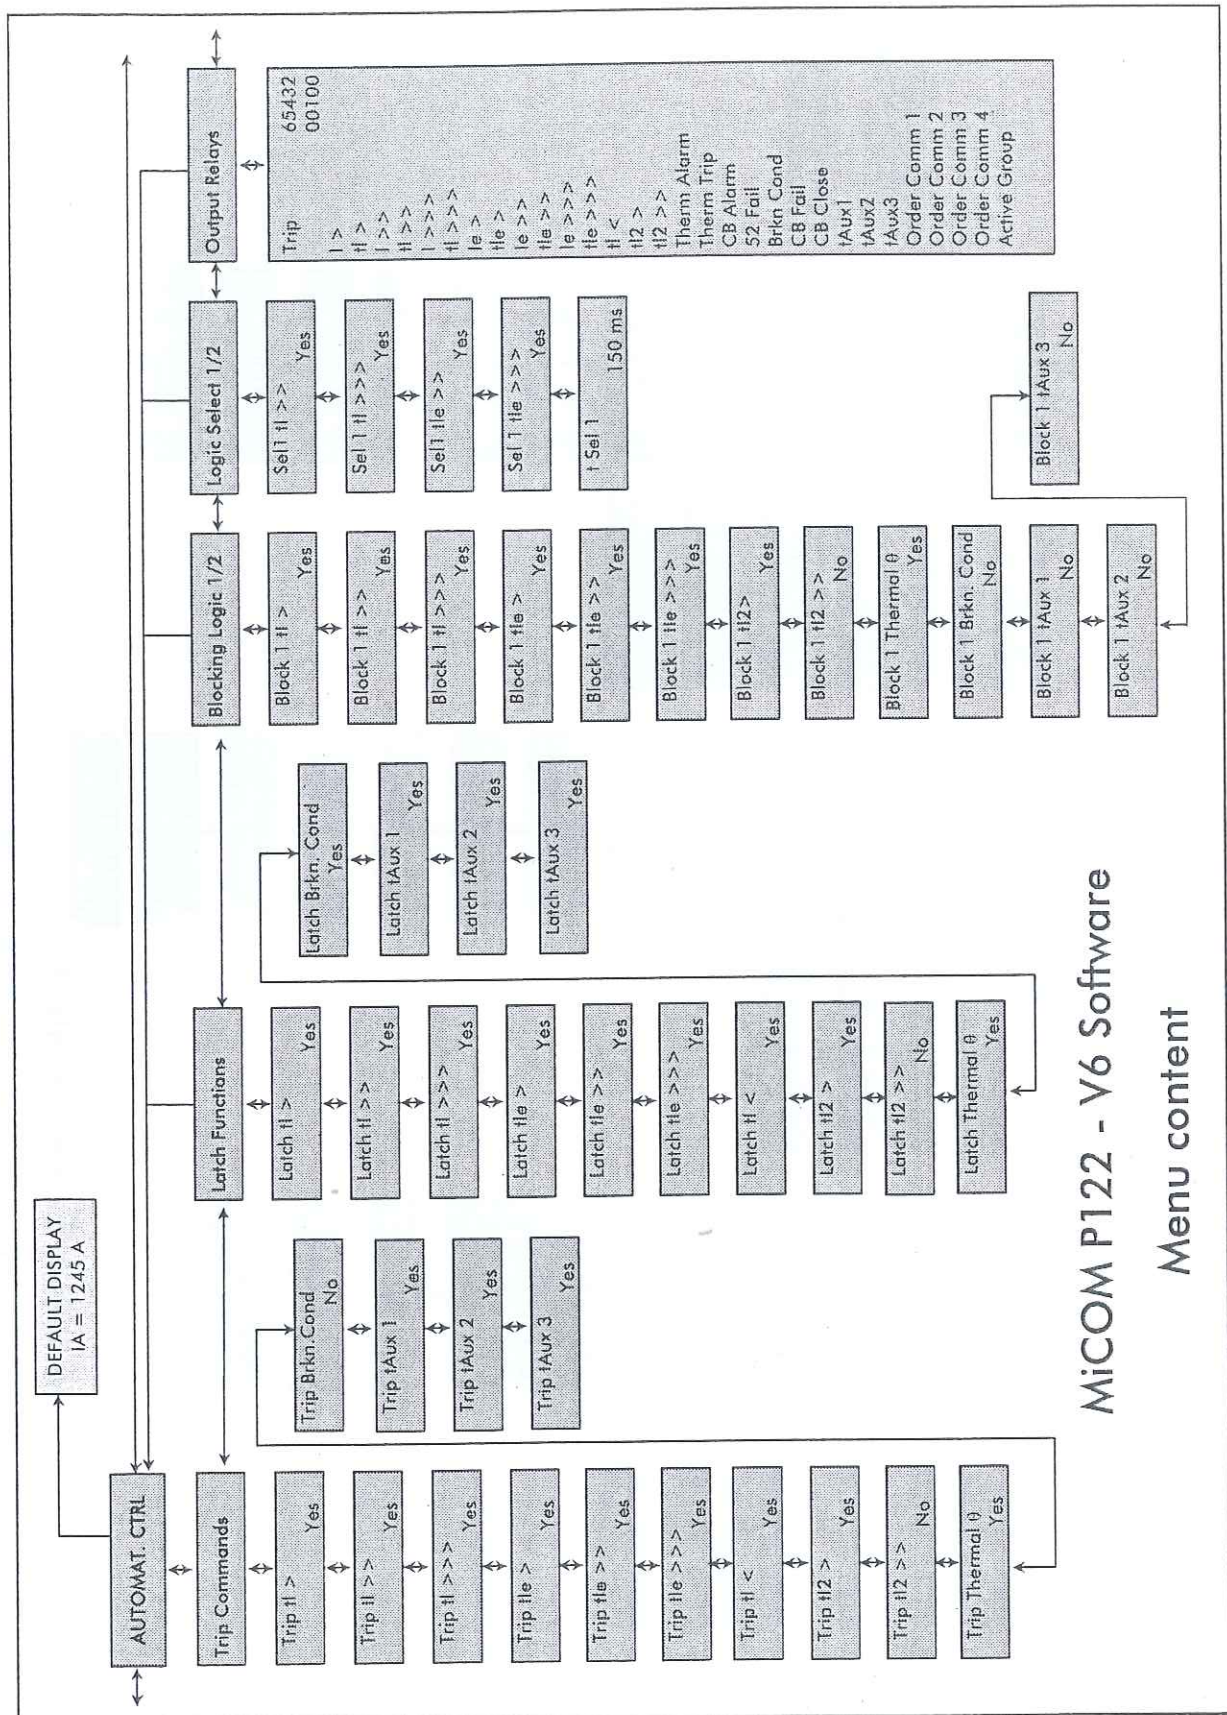 DEFAULT DISPLAY
IA = 1245 A
AUTOMAT. CTRL
Trip Commands
Trip tI >
Yes
Trip tI >>
Yes
Trip tI >>>
Yes
Trip tIe >
Yes
Trip tIe >>
Yes
Trip tIe >>>
Yes
Trip tI <
Yes
Trip tI2 >
Yes
Trip tI2 >>
No
Trip Thermal θ
Yes
Trip Brkn.Cond
No
Trip tAux 1
Yes
Trip tAux 2
Yes
Trip tAux 3
Yes
Latch Functions
Latch tI >
Yes
Latch tI >>
Yes
Latch tI >>>
Yes
Latch tIe >
Yes
Latch tIe >>
Yes
Latch tIe >>>
Yes
Latch tI <
Yes
Latch tI2 >
Yes
Latch tI2 >>
No
Latch Thermal θ
Yes
Latch Brkn. Cond
Yes
Latch tAux 1
Yes
Latch tAux 2
Yes
Latch tAux 3
Yes
Blocking Logic 1/2
Block 1 tI >
Yes
Block 1 tI >>
Yes
Block 1 tI >>>
Yes
Block 1 tIe >
Yes
Block 1 tIe >>
Yes
Block 1 tIe >>>
Yes
Block 1 tI2>
Yes
Block 1 tI2 >>
No
Block 1 Thermal θ
Yes
Block 1 Brkn. Cond
No
Block 1 tAux 1
No
Block 1 tAux 2
No
Block 1 tAux 3
No
Logic Select 1/2
Sel1 tI >>
Yes
Sel 1 tI >>>
Yes
Sel1 tIe >>
Yes
Sel 1 tIe >>>
Yes
t Sel 1
150 ms
Output Relays
Trip 65432
00100
I >
tI >
I >>
tI >>
I >>>
tI >>>
Ie >
tIe >
Ie >>
tIe >>
Ie >>>
tIe >>>
tI <
tI2 >
tI2 >>
Therm Alarm
Therm Trip
CB Alarm
52 Fail
Brkn Cond
CB Fail
CB Close
tAux1
tAux2
tAux3
Order Comm 1
Order Comm 2
Order Comm 3
Order Comm 4
Active Group
MiCOM P122 - V6 Software
Menu content